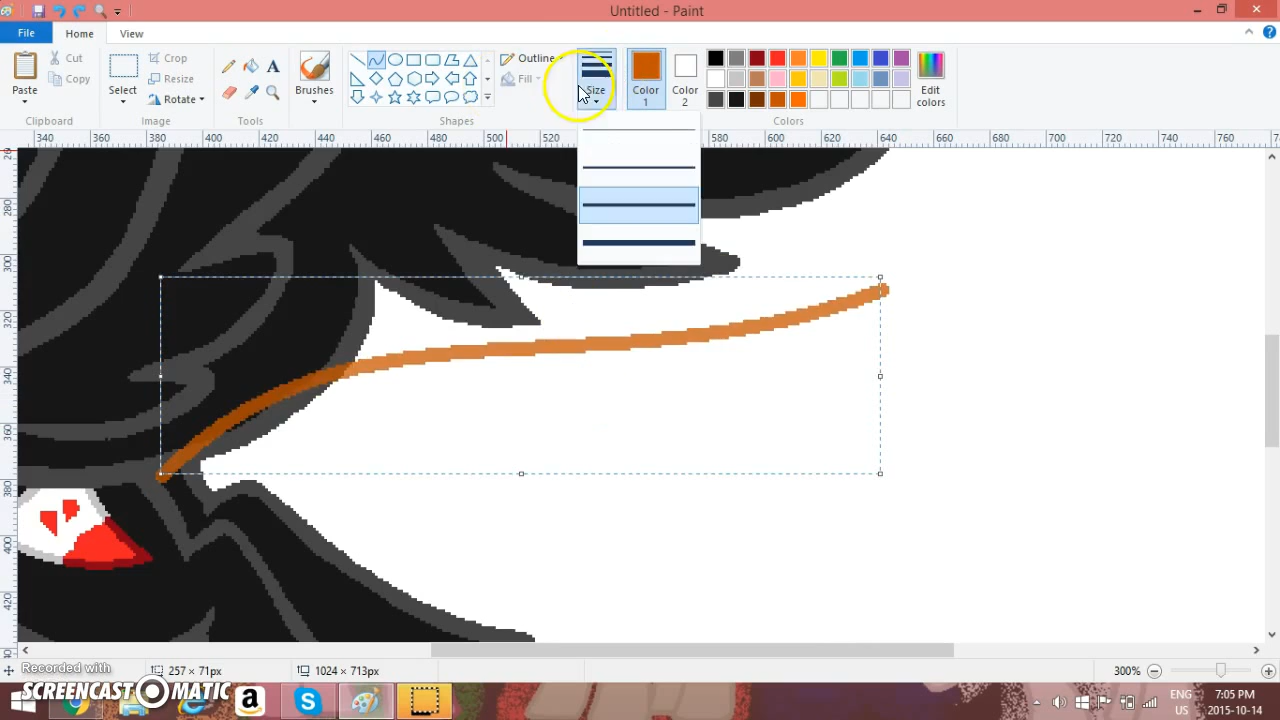 Untitled - Paint
File Home View
Paste
Cut
Copy
Clipboard
Select
Crop
Resize
Rotate
Image
A
Tools
Brushes
Shapes
Outline
Fill
Size
Color 1
Color 2
Edit colors
Colors
340 360 380 400 420 440 460 480 500 520 580 600 620 640 660 680 700 720 740 760
280
300
320
340
360
380
400
420
257 × 71px
1024 × 713px
300%
Recorded with
SCREENCAST-O-MATIC
a
S
ENG
US
7:05 PM
2015-10-14